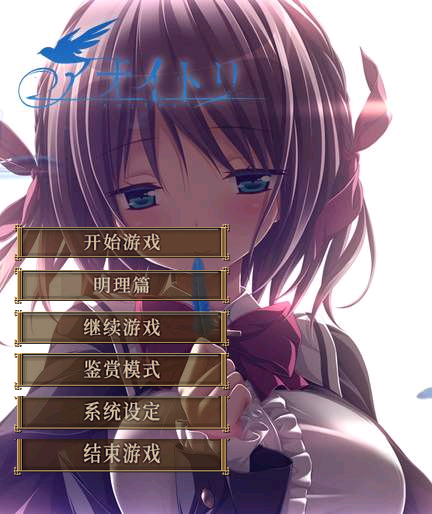 アオイトリ
开始游戏
明理篇
继续游戏
鉴赏模式
系统设定
结束游戏